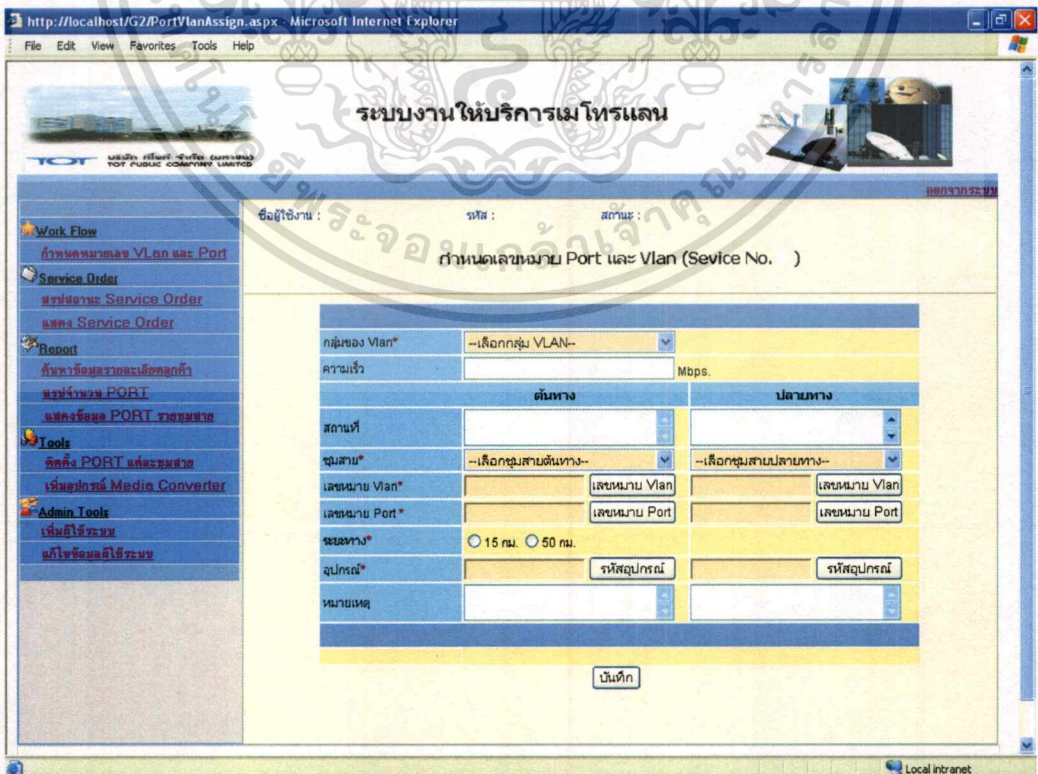 http://localhost/G2/PortVlanAssign.aspx - Microsoft Internet Explorer
File Edit View Favorites Tools Help
ระบบงานให้บริการเมโทรแลน
TOT บริษัท ทีโอที จำกัด (มหาชน)
TOT PUBLIC COMPANY LIMITED
ออกจากระบบ
ชื่อผู้ใช้งาน : รหัส : สถานะ :
กำหนดเลขหมาย Port และ Vlan (Sevice No. )
Work Flow
กำหนดหมายเลข VLan และ Port
Service Order
สรุปสถานะ Service Order
แสดง Service Order
Report
ค้นหาข้อมูลรายละเอียดลูกค้า
สรุปจำนวน PORT
แสดงข้อมูล PORT รายชุมสาย
Tools
ติดตั้ง PORT แต่ละชุมสาย
เพิ่มอุปกรณ์ Media Converter
Admin Tools
เพิ่มผู้ใช้ระบบ
แก้ไขข้อมูลผู้ใช้ระบบ
กลุ่มของ Vlan* --เลือกกลุ่ม VLAN--
ความเร็ว Mbps.
ต้นทาง ปลายทาง
สถานที่
ชุมสาย* --เลือกชุมสายต้นทาง-- --เลือกชุมสายปลายทาง--
เลขหมาย Vlan* เลขหมาย Vlan เลขหมาย Vlan
เลขหมาย Port* เลขหมาย Port เลขหมาย Port
ระยะทาง* 15 กม. 50 กม.
อุปกรณ์* รหัสอุปกรณ์ รหัสอุปกรณ์
หมายเหตุ
บันทึก
Local intranet